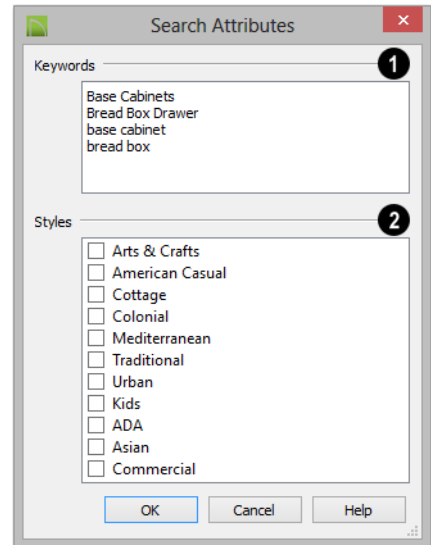 Search Attributes
Keywords
1
Base Cabinets
Bread Box Drawer
base cabinet
bread box
Styles
2
Arts & Crafts
American Casual
Cottage
Colonial
Mediterranean
Traditional
Urban
Kids
ADA
Asian
Commercial
OK Cancel Help